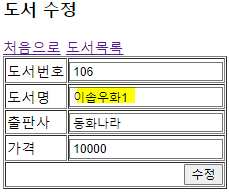 도서 수정
처음으로 도서목록
도서번호 106
도서명 이솝우화1
출판사 동화나라
가격 10000
수정